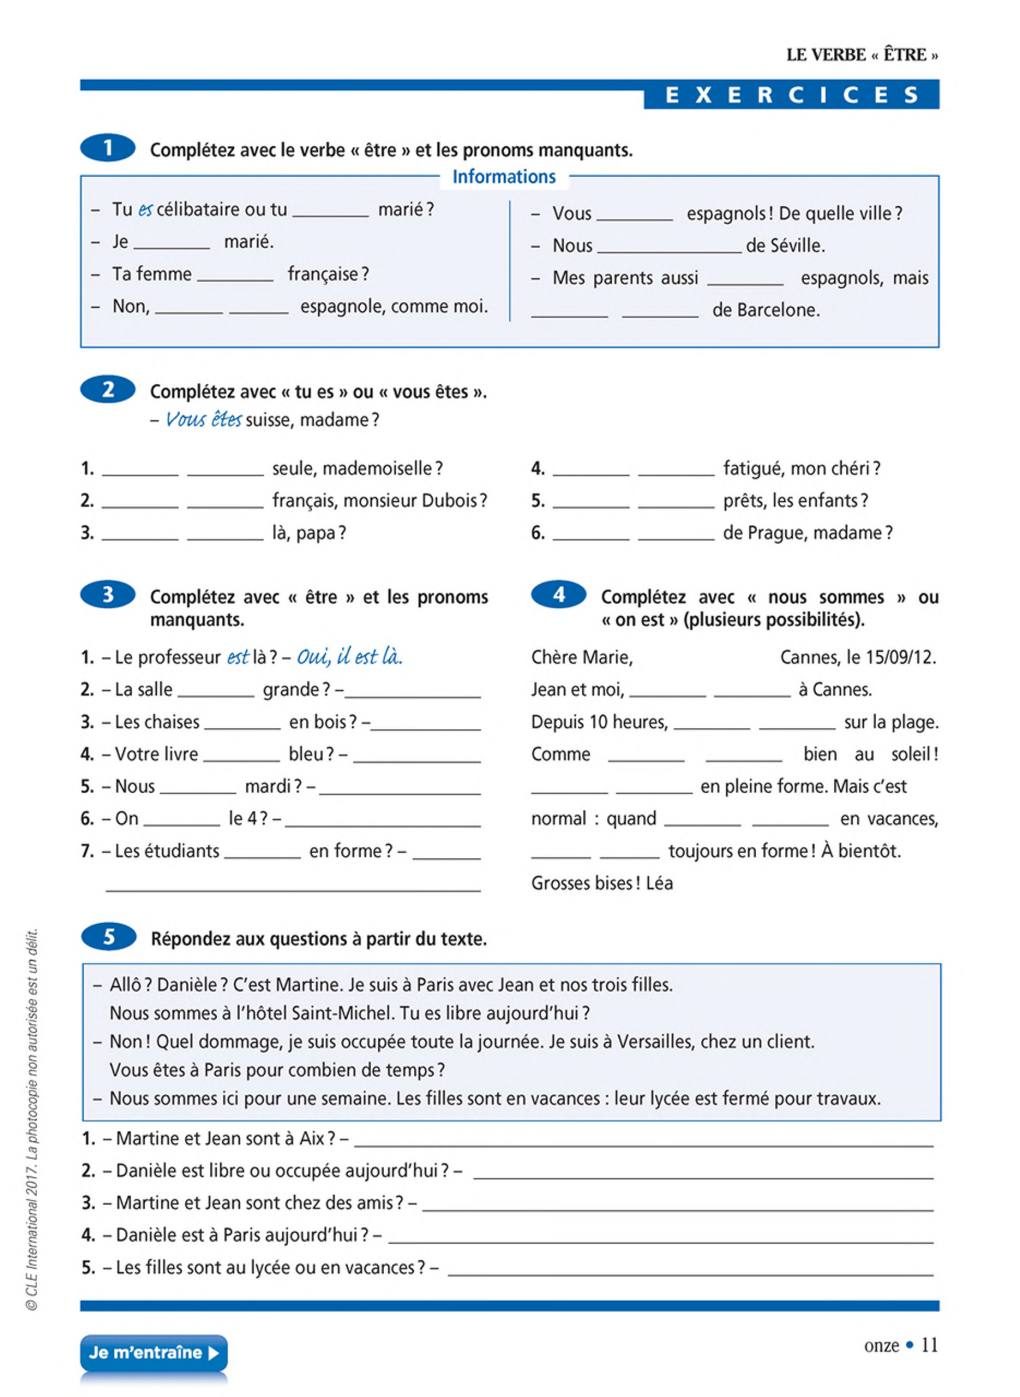 LE VERBE « ÊTRE »
EXERCICES
1 Complétez avec le verbe « être » et les pronoms manquants.
Informations
– Tu es célibataire ou tu ________ marié ?
– Je ________ marié.
– Ta femme ________ française ?
– Non, _______ ______ espagnole, comme moi.
– Vous ________ espagnols ! De quelle ville ?
– Nous _______________ de Séville.
– Mes parents aussi ________ espagnols, mais
________ ________ de Barcelone.
2 Complétez avec « tu es » ou « vous êtes ».
– Vous êtes suisse, madame ?
1. ________ ________ seule, mademoiselle ?
2. ________ ________ français, monsieur Dubois ?
3. ________ ________ là, papa ?
4. ________ ________ fatigué, mon chéri ?
5. ________ ________ prêts, les enfants ?
6. ________ ________ de Prague, madame ?
3 Complétez avec « être » et les pronoms
manquants.
1. – Le professeur est là ? – Oui, il est là.
2. – La salle ________ grande ? – ______________
3. – Les chaises ________ en bois ? – ____________
4. – Votre livre ________ bleu ? – _____________
5. – Nous ________ mardi ? – _________________
6. – On ________ le 4 ? – ____________________
7. – Les étudiants ________ en forme ? – _______
_______________________________________
4 Complétez avec « nous sommes » ou
« on est » (plusieurs possibilités).
Chère Marie, Cannes, le 15/09/12.
Jean et moi, ________ ________ à Cannes.
Depuis 10 heures, ________ ________ sur la plage.
Comme ________ ________ bien au soleil !
________ ________ en pleine forme. Mais c'est
normal : quand ________ ________ en vacances,
______ ______ toujours en forme ! À bientôt.
Grosses bises ! Léa
5 Répondez aux questions à partir du texte.
– Allô ? Danièle ? C'est Martine. Je suis à Paris avec Jean et nos trois filles.
Nous sommes à l'hôtel Saint-Michel. Tu es libre aujourd'hui ?
– Non ! Quel dommage, je suis occupée toute la journée. Je suis à Versailles, chez un client.
Vous êtes à Paris pour combien de temps ?
– Nous sommes ici pour une semaine. Les filles sont en vacances : leur lycée est fermé pour travaux.
1. – Martine et Jean sont à Aix ? – ______________________________
2. – Danièle est libre ou occupée aujourd'hui ? – ______________________________
3. – Martine et Jean sont chez des amis ? – ______________________________
4. – Danièle est à Paris aujourd'hui ? – ______________________________
5. – Les filles sont au lycée ou en vacances ? – ______________________________
© CLE International 2017. La photocopie non autorisée est un délit.
Je m'entraîne
onze • 11